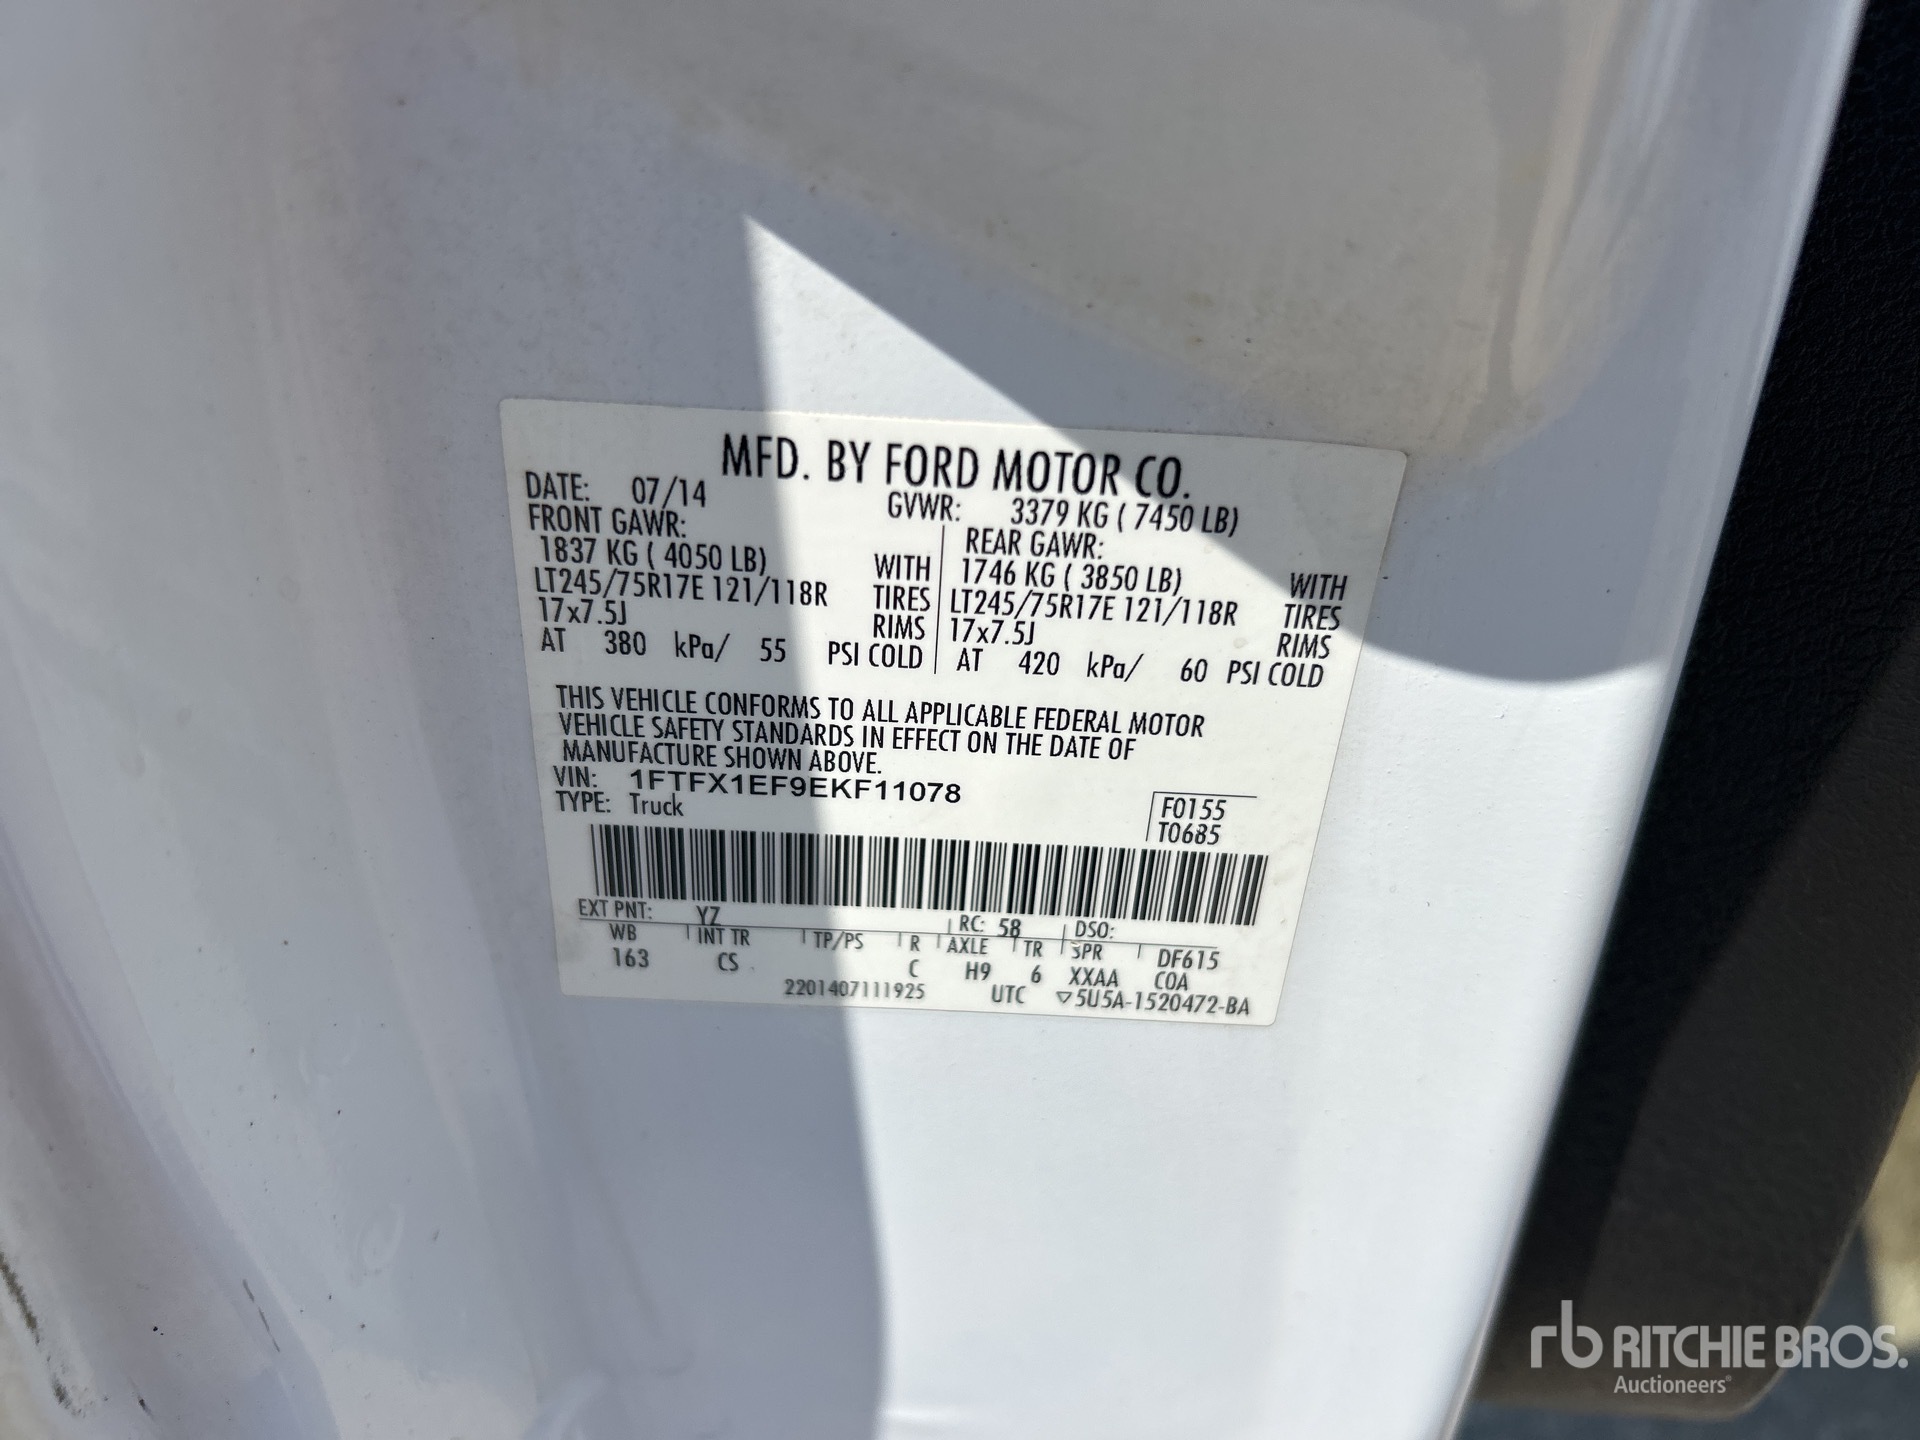 MFD. BY FORD MOTOR CO.
DATE: 07/14 GVWR: 3379 KG ( 7450 LB)
FRONT GAWR: REAR GAWR:
1837 KG ( 4050 LB) WITH 1746 KG ( 3850 LB) WITH
LT245/75R17E 121/118R TIRES LT245/75R17E 121/118R TIRES
17x7.5J RIMS 17x7.5J RIMS
AT 380 kPa/ 55 PSI COLD AT 420 kPa/ 60 PSI COLD
THIS VEHICLE CONFORMS TO ALL APPLICABLE FEDERAL MOTOR
VEHICLE SAFETY STANDARDS IN EFFECT ON THE DATE OF
MANUFACTURE SHOWN ABOVE.
VIN: 1FTFX1EF9EKF11078
TYPE: Truck F0155
T0685
EXT PNT: YZ RC: 58 DSO:
WB INT TR TP/PS R AXLE TR SPR DF615
163 CS C H9 6 XXAA COA
2201407111925 UTC ▽5U5A-1520472-BA
rb RITCHIE BROS.
Auctioneers®